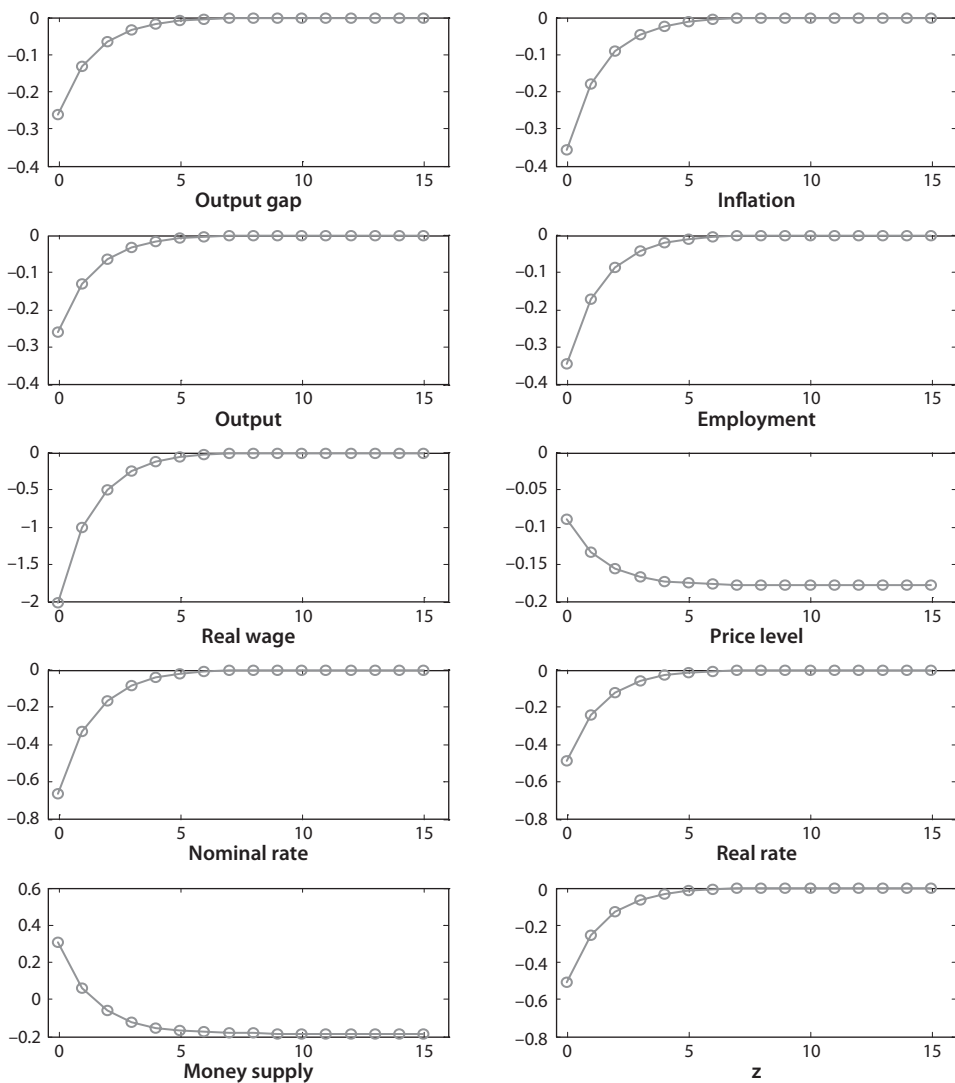 0
–0.1
–0.2
–0.3
–0.4
0 5 10 15
Output gap
0
–0.1
–0.2
–0.3
–0.4
0 5 10 15
Inflation
0
–0.1
–0.2
–0.3
–0.4
0 5 10 15
Output
0
–0.1
–0.2
–0.3
–0.4
0 5 10 15
Employment
0
–0.5
–1
–1.5
–2
0 5 10 15
Real wage
0
–0.05
–0.1
–0.15
–0.2
0 5 10 15
Price level
0
–0.2
–0.4
–0.6
–0.8
0 5 10 15
Nominal rate
0
–0.2
–0.4
–0.6
–0.8
0 5 10 15
Real rate
0.6
0.4
0.2
0
–0.2
0 5 10 15
Money supply
0
–0.2
–0.4
–0.6
–0.8
0 5 10 15
z